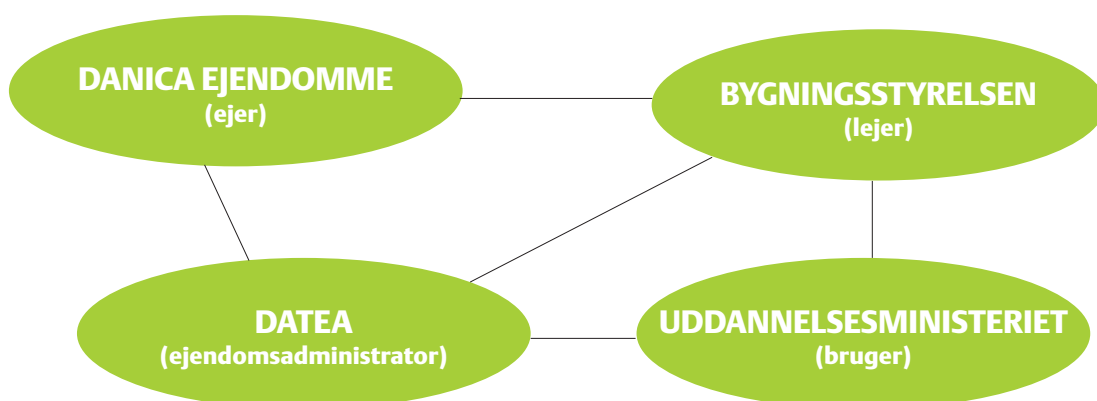 DANICA EJENDOMME
(ejer)
BYGNINGSSTYRELSEN
(lejer)
DATEA
(ejendomsadministrator)
UDDANNELSESMINISTERIET
(bruger)